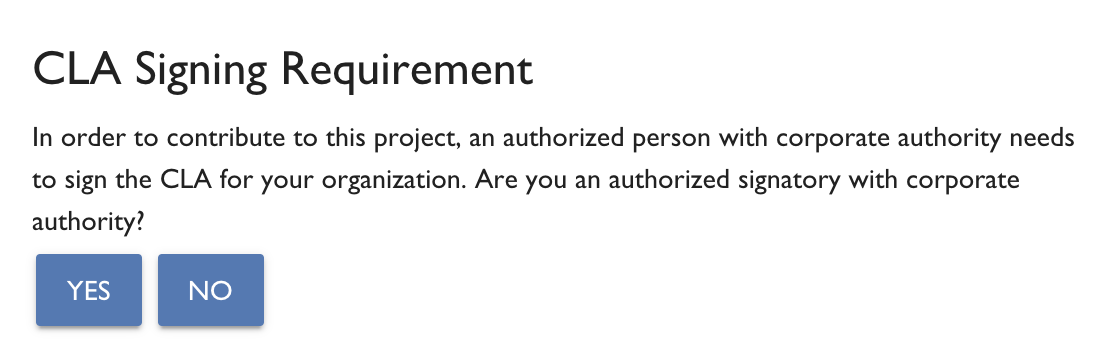 CLA Signing Requirement
In order to contribute to this project, an authorized person with corporate authority needs
to sign the CLA for your organization. Are you an authorized signatory with corporate
authority?
YES NO